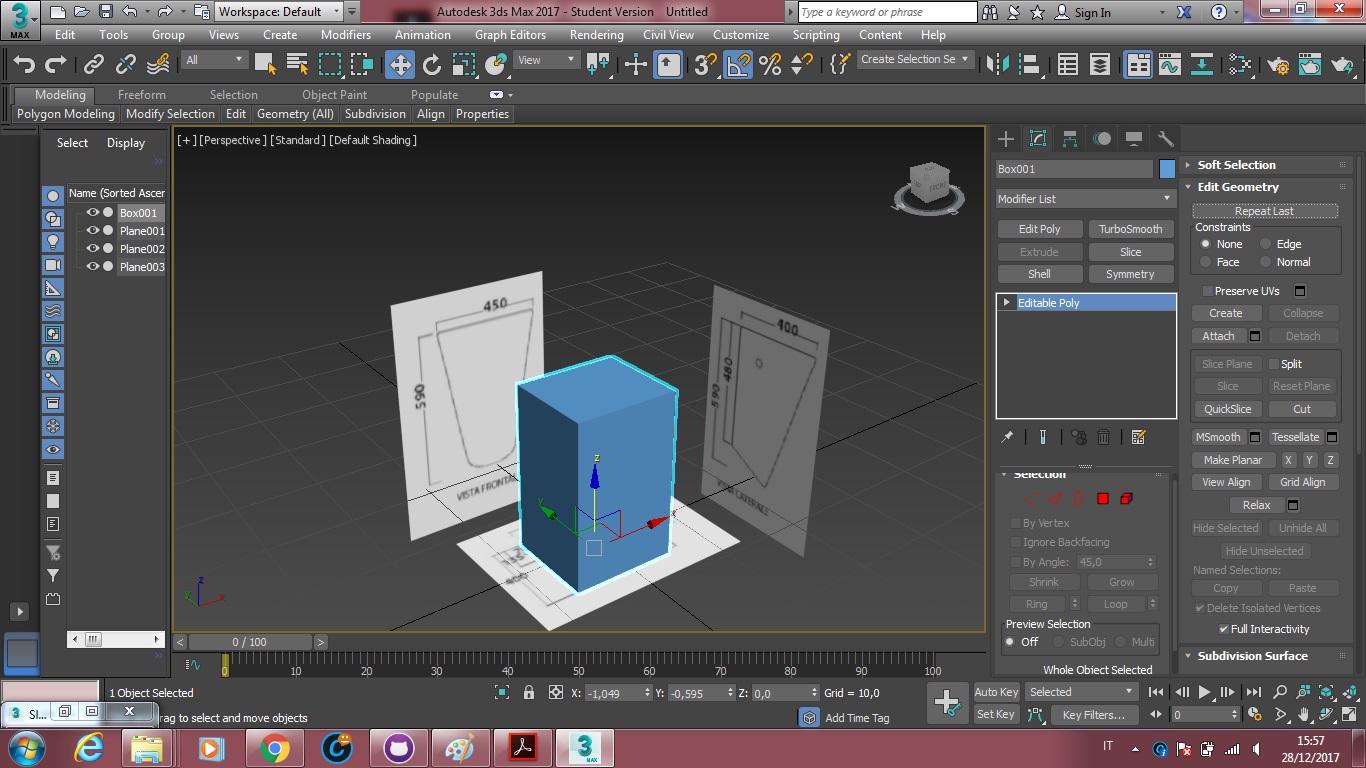 Workspace: Default
Autodesk 3ds Max 2017 - Student Version Untitled
Type a keyword or phrase
Sign In
MAX
Edit Tools Group Views Create Modifiers Animation Graph Editors Rendering Civil View Customize Scripting Content Help
All
View
Create Selection Se
Modeling Freeform Selection Object Paint Populate
Polygon Modeling Modify Selection Edit Geometry (All) Subdivision Align Properties
Select Display
Name (Sorted Ascer
Box001
Plane001
Plane002
Plane003
[+] [Perspective] [Standard] [Default Shading]
450
590
VISTA FRONTA
400
480
590
z
y
x
z
y
x
0 / 100
0 10 20 30 40 50 60 70 80 90 100
Box001
Modifier List
Edit Poly TurboSmooth
Extrude Slice
Shell Symmetry
Editable Poly
Selection
By Vertex
Ignore Backfacing
By Angle: 45,0
Shrink Grow
Ring Loop
Preview Selection
Off SubObj Multi
Whole Object Selected
Soft Selection
Edit Geometry
Repeat Last
Constraints
None Edge
Face Normal
Preserve UVs
Create Collapse
Attach Detach
Slice Plane Split
Slice Reset Plane
QuickSlice Cut
MSmooth Tessellate
Make Planar X Y Z
View Align Grid Align
Relax
Hide Selected Unhide All
Hide Unselected
Named Selections:
Copy Paste
Delete Isolated Vertices
Full Interactivity
Subdivision Surface
1 Object Selected
X: -1,049 Y: -0,595 Z: 0,0 Grid = 10,0
Auto Key Selected
Sl...
rag to select and move objects
Add Time Tag
Set Key Key Filters...
0
IT
15:57
28/12/2017